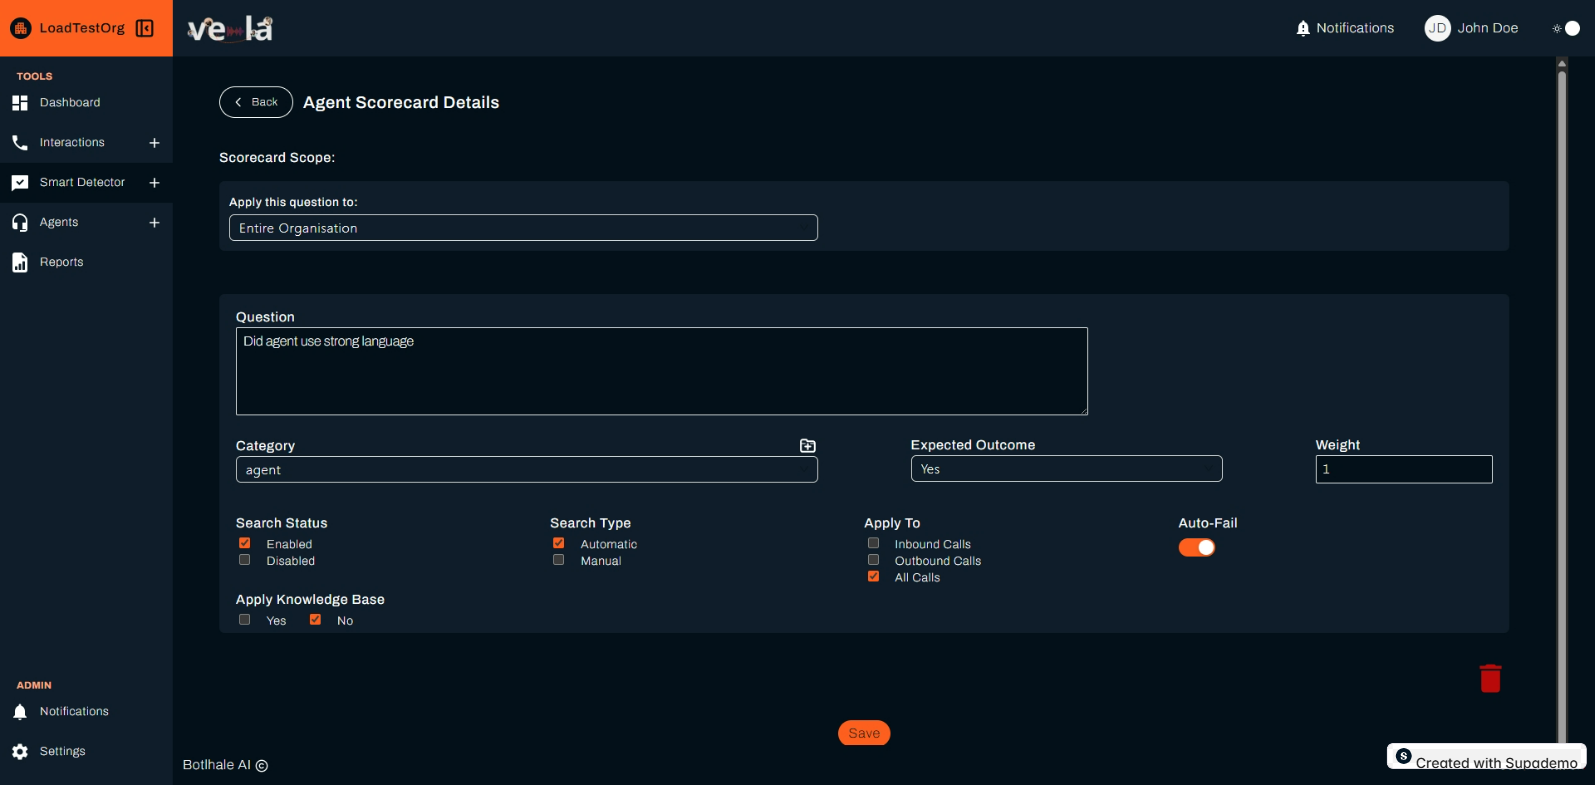 LoadTestOrg
vela
Notifications
JD John Doe
TOOLS
Dashboard
Interactions
Smart Detector
Agents
Reports
Back
Agent Scorecard Details
Scorecard Scope:
Apply this question to:
Entire Organisation
Question
Did agent use strong language
Category
agent
Expected Outcome
Yes
Weight
1
Search Status
Enabled
Disabled
Search Type
Automatic
Manual
Apply To
Inbound Calls
Outbound Calls
All Calls
Auto-Fail
Apply Knowledge Base
Yes No
Save
ADMIN
Notifications
Settings
Botlhale AI ©
S Created with Supademo